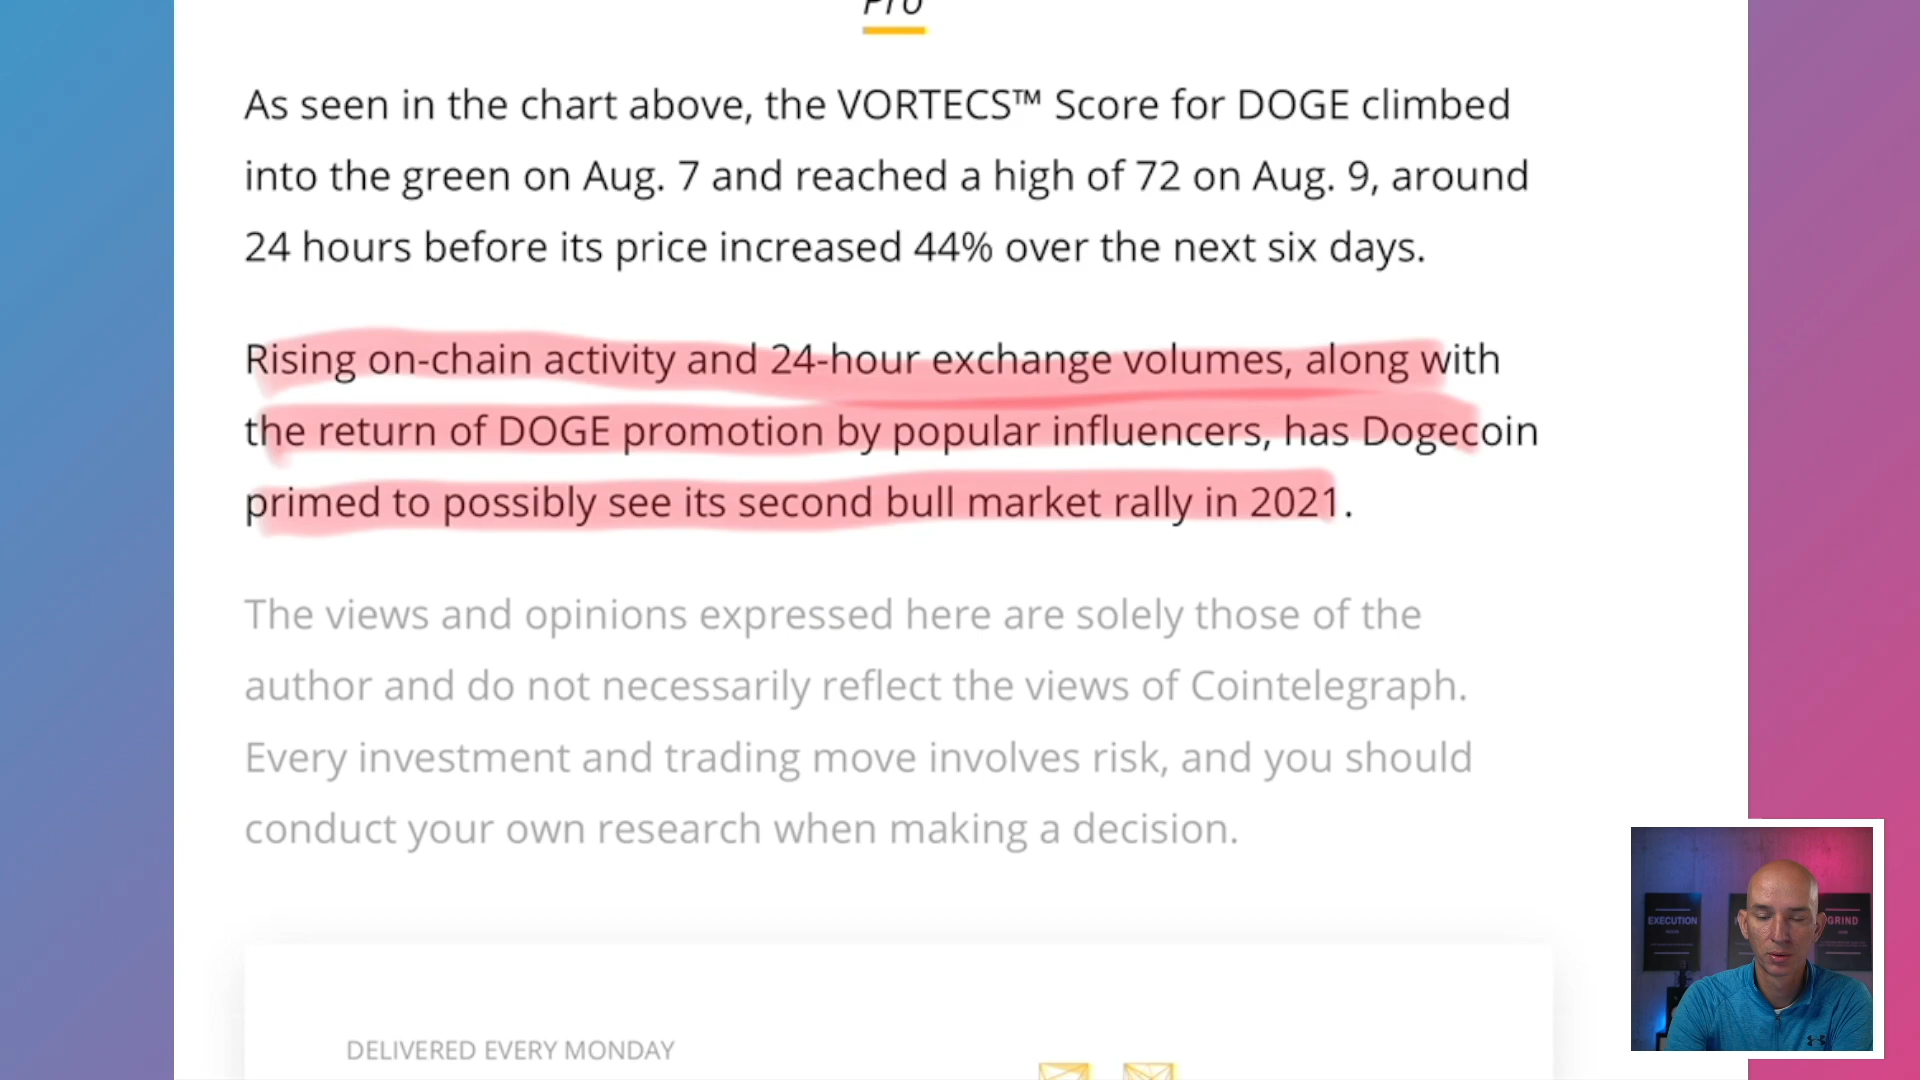 Pro
As seen in the chart above, the VORTECS™ Score for DOGE climbed
into the green on Aug. 7 and reached a high of 72 on Aug. 9, around
24 hours before its price increased 44% over the next six days.
Rising on-chain activity and 24-hour exchange volumes, along with
the return of DOGE promotion by popular influencers, has Dogecoin
primed to possibly see its second bull market rally in 2021.
The views and opinions expressed here are solely those of the
author and do not necessarily reflect the views of Cointelegraph.
Every investment and trading move involves risk, and you should
conduct your own research when making a decision.
EXECUTION
GRIND
DELIVERED EVERY MONDAY